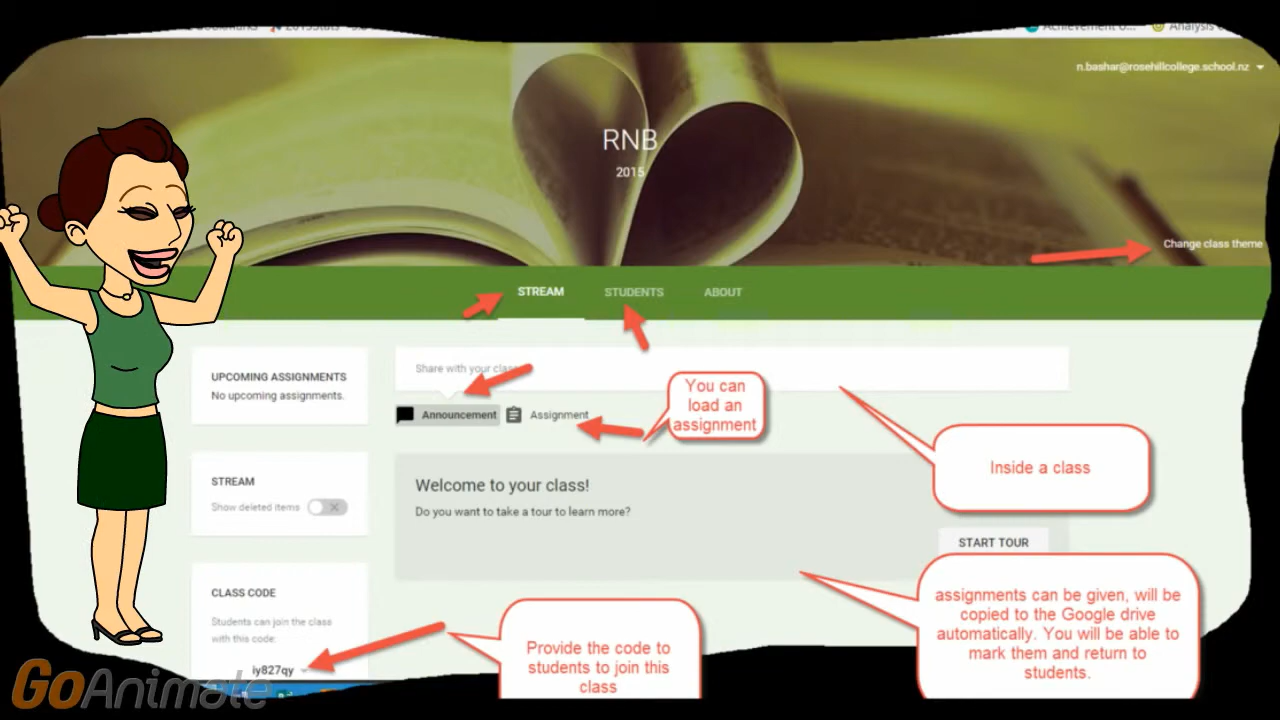 Bookmarks
2015Stats
Achievement O...
Analysis
n.bashar@rosehillcollege.school.nz
RNB
2015
Change class theme
STREAM STUDENTS ABOUT
UPCOMING ASSIGNMENTS
No upcoming assignments.
Share with your class
Announcement Assignment
You can
load an
assignment
Inside a class
STREAM
Show deleted items
Welcome to your class!
Do you want to take a tour to learn more?
START TOUR
CLASS CODE
Students can join the class
with this code:
iy827qy
Provide the code to
students to join this
class
assignments can be given, will be
copied to the Google drive
automatically. You will be able to
mark them and return to
students.
GoAnimate